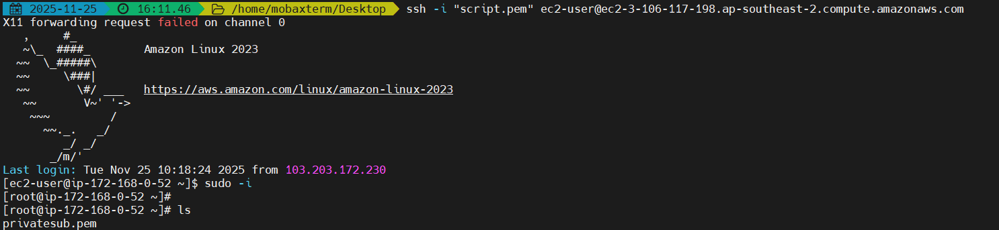 2025-11-25 16:11.46 /home/mobaxterm/Desktop ssh -i "script.pem" ec2-user@ec2-3-106-117-198.ap-southeast-2.compute.amazonaws.com
X11 forwarding request failed on channel 0
   ,     #_
   ~\_  ####_        Amazon Linux 2023
  ~~  \_#####\
  ~~     \###|
  ~~       \#/ ___   https://aws.amazon.com/linux/amazon-linux-2023
   ~~       V~' '->
    ~~~         /
      ~~._.   _/
         _/ _/
       _/m/'
Last login: Tue Nov 25 10:18:24 2025 from 103.203.172.230
[ec2-user@ip-172-168-0-52 ~]$ sudo -i
[root@ip-172-168-0-52 ~]#
[root@ip-172-168-0-52 ~]# ls
privatesub.pem